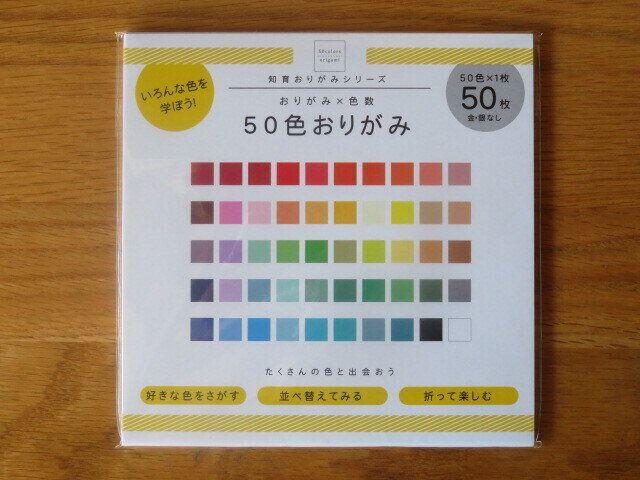 50colors
origami
知育おりがみシリーズ
いろんな色を
学ぼう!
おりがみ×色数
50色おりがみ
50色×1枚
50枚
金・銀なし
たくさんの色と出会おう
好きな色をさがす
並べ替えてみる
折って楽しむ